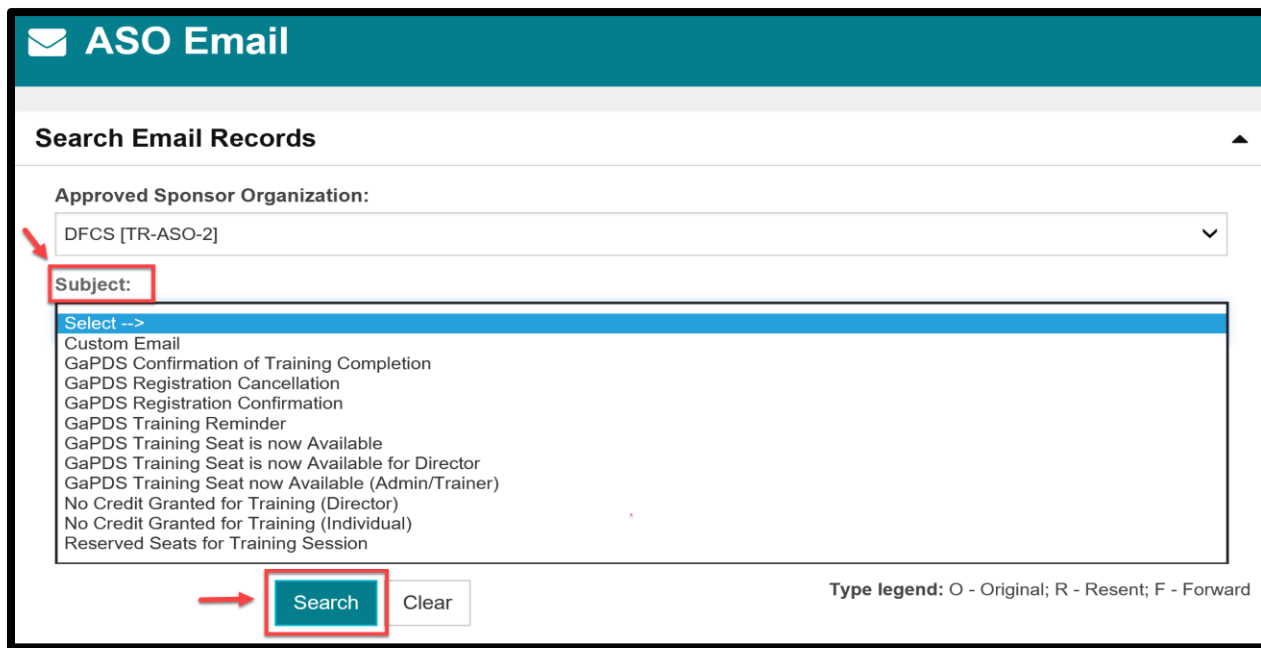 ASO Email
Search Email Records
Approved Sponsor Organization:
DFCS [TR-ASO-2]
Subject:
Select -->
Custom Email
GaPDS Confirmation of Training Completion
GaPDS Registration Cancellation
GaPDS Registration Confirmation
GaPDS Training Reminder
GaPDS Training Seat is now Available
GaPDS Training Seat is now Available for Director
GaPDS Training Seat now Available (Admin/Trainer)
No Credit Granted for Training (Director)
No Credit Granted for Training (Individual)
Reserved Seats for Training Session
Search Clear Type legend: O - Original; R - Resent; F - Forward